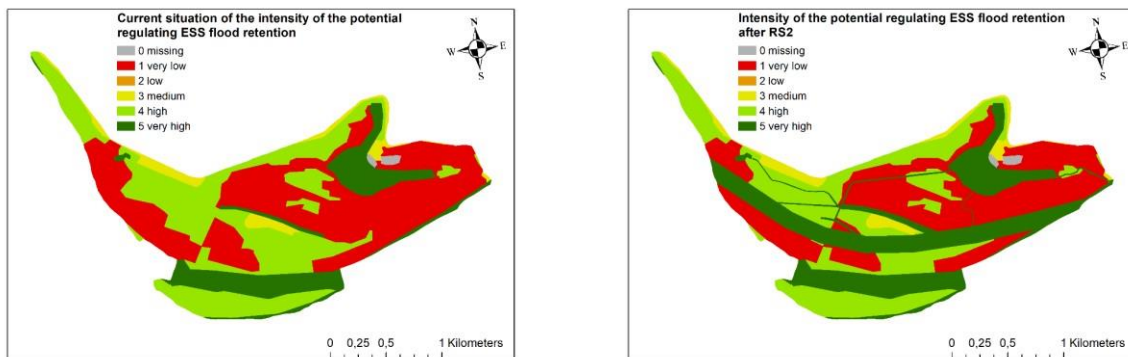 Current situation of the intensity of the potential
regulating ESS flood retention
0 missing
1 very low
2 low
3 medium
4 high
5 very high
N
W
E
S
0 0,25 0,5 1 Kilometers
Intensity of the potential regulating ESS flood retention
after RS2
0 missing
1 very low
2 low
3 medium
4 high
5 very high
N
W
E
S
0 0,25 0,5 1 Kilometers